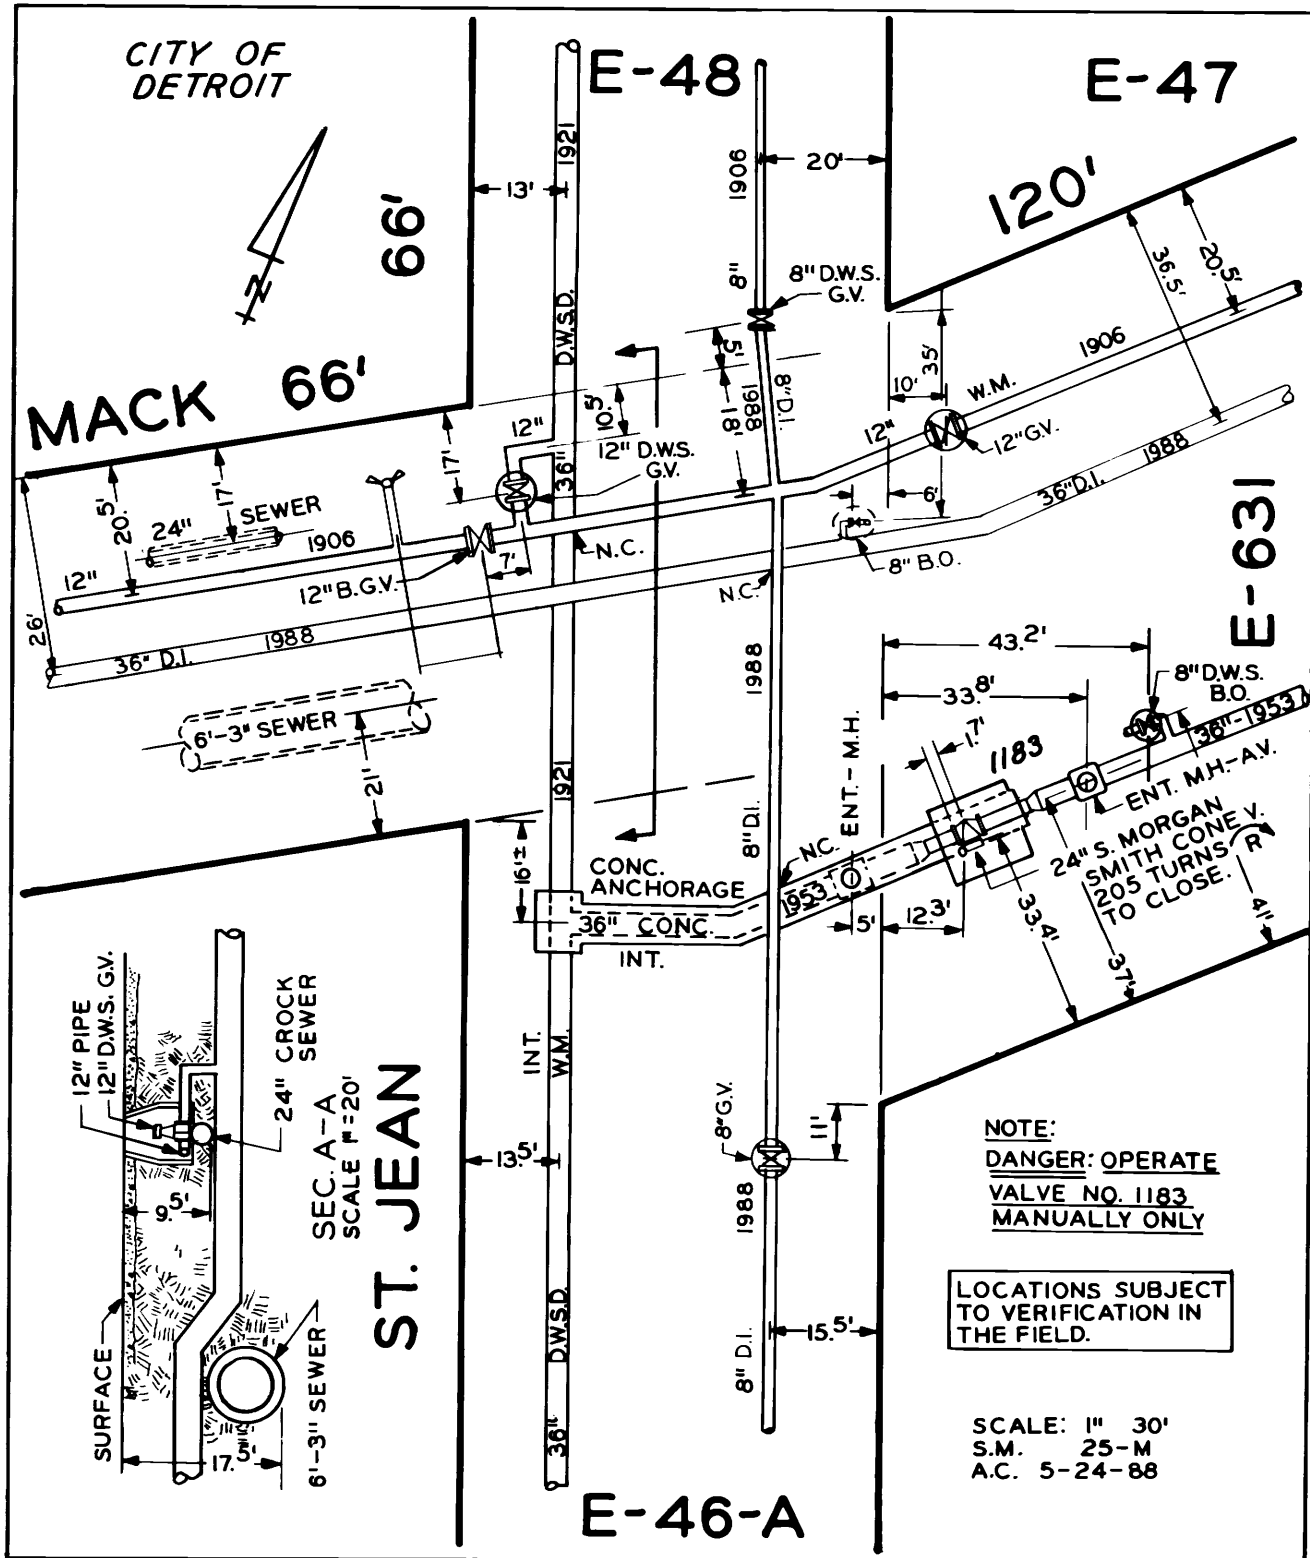 CITY OF
DETROIT
E-48
E-47
1921
1906
20'
13'
66'
120'
N
8"
8" D.W.S.
G.V.
36.5'
20.5'
D.W.S.D.
5'
35'
1906
MACK 66'
10.5'
1988
8" D.I.
18'
10'
W.M.
12"
12" D.W.S.
G.V.
36"
12"
12" G.V.
17'
17'
20.5'
SEWER
24"
1906
6'
36" D.I. 1988
E-631
12"
N.C.
7'
12" B.G.V.
8" B.O.
N.C.
26'
1988
36" D.I.
1988
43.2'
8" D.W.S.
B.O.
33.8'
36"-1953
6'-3" SEWER
1.7'
1183
21'
1921
ENT.-M.H.
ENT. M.H.-A.V.
8" D.I.
16'±
N.C.
24" S. MORGAN
SMITH CONE V.
205 TURNS R
TO CLOSE.
CONC.
ANCHORAGE
1953
36" CONC.
INT.
5'
12.3'
33.4'
37'
41'
12" PIPE
12" D.W.S. G.V.
24" CROCK
SEWER
INT.
W.M.
SEC. A-A
SCALE 1"=20'
ST. JEAN
8" G.V.
11'
13.5'
9.5'
1988
NOTE:
DANGER: OPERATE
VALVE NO. 1183
MANUALLY ONLY
LOCATIONS SUBJECT
TO VERIFICATION IN
THE FIELD.
D.W.S.D.
15.5'
8" D.I.
SURFACE
6'-3" SEWER
17.5'
36"
SCALE: 1" 30'
S.M. 25-M
A.C. 5-24-88
E-46-A